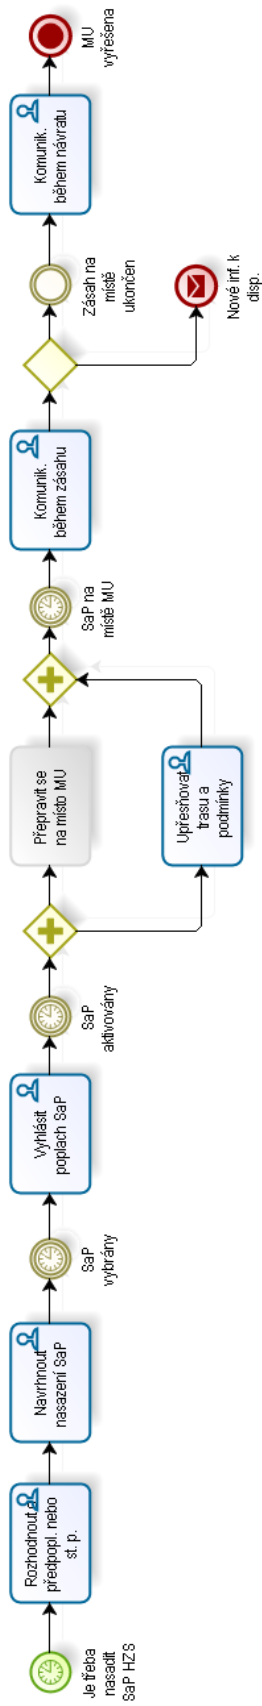 Je třeba
nasadit
SaP HZS
Rozhodnout o
předpopl. nebo
st. p.
Navrhnout
nasazení SaP
SaP
vybrány
Vyhlásit
poplach SaP
SaP
aktivovány
Přepravit se
na místo MU
Upřesňovat
trasu a
podmínky
SaP na
místě MU
Komunik.
během zásahu
Zásah na
místě
ukončen
Nové inf. k
disp.
Komunik.
během návratu
MU
vyřešena